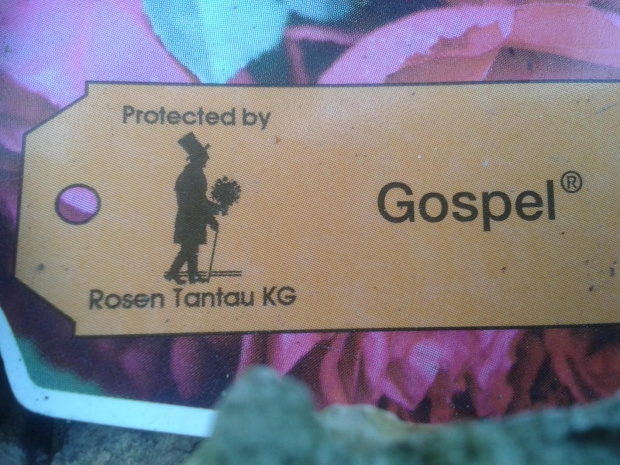 Protected by
Gospel®
Rosen Tantau KG